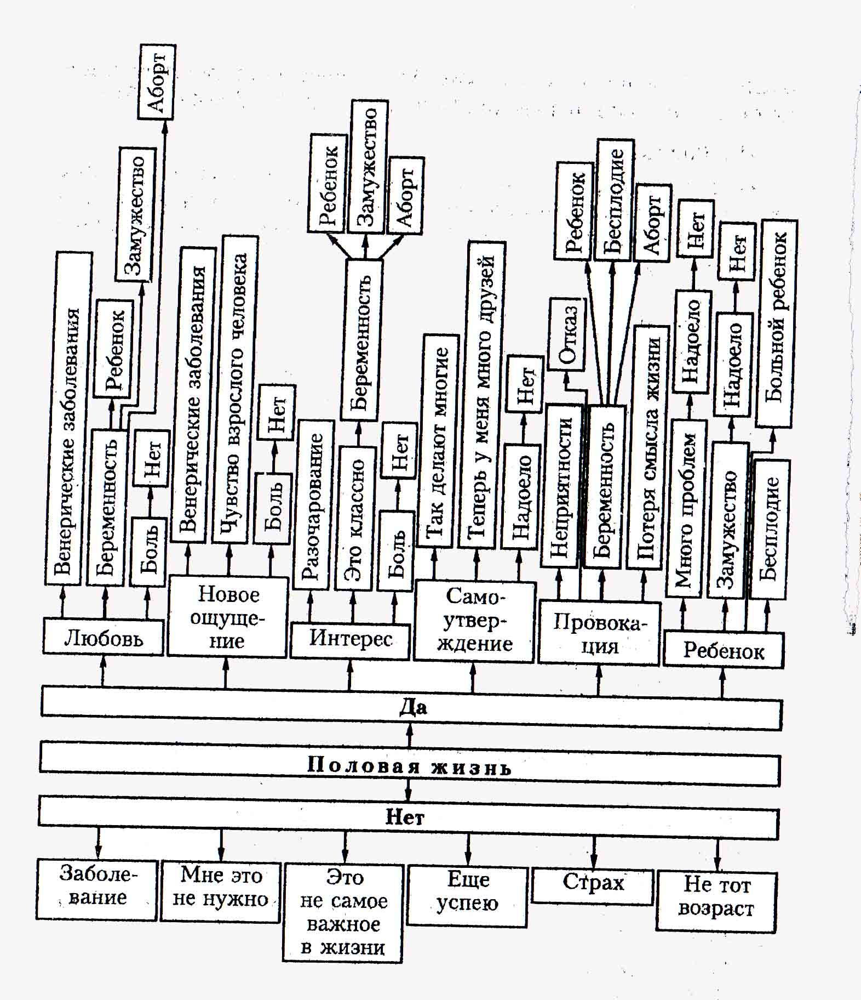 Аборт
Замужество
Ребенок
Венерические заболевания
Беременность
Нет
Боль
Любовь
Венерические заболевания
Чувство взрослого человека
Нет
Боль
Новое
ощуще-
ние
Ребенок
Замужество
Аборт
Беременность
Разочарование
Это классно
Нет
Боль
Интерес
Так делают многие
Теперь у меня много друзей
Нет
Надоело
Само-
утвер-
ждение
Ребенок
Бесплодие
Аборт
Отказ
Неприятности
Беременность
Потеря смысла жизни
Провока-
ция
Нет
Надоело
Много проблем
Нет
Надоело
Замужество
Больной ребенок
Бесплодие
Ребенок
Да
Половая жизнь
Нет
Заболе-
вание
Мне это
не нужно
Это
не самое
важное
в жизни
Еще
успею
Страх
Не тот
возраст